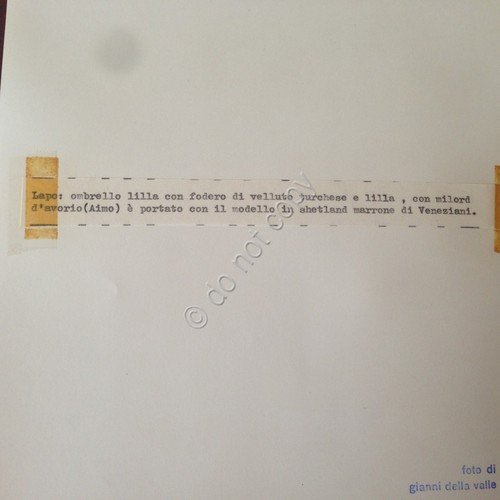 Lapo: ombrello lilla con fodero di velluto turchese e lilla , con milord
d'avorio(Aimo) è portato con il modello in shetland marrone di Veneziani.
© do not copy
foto di
gianni della valle